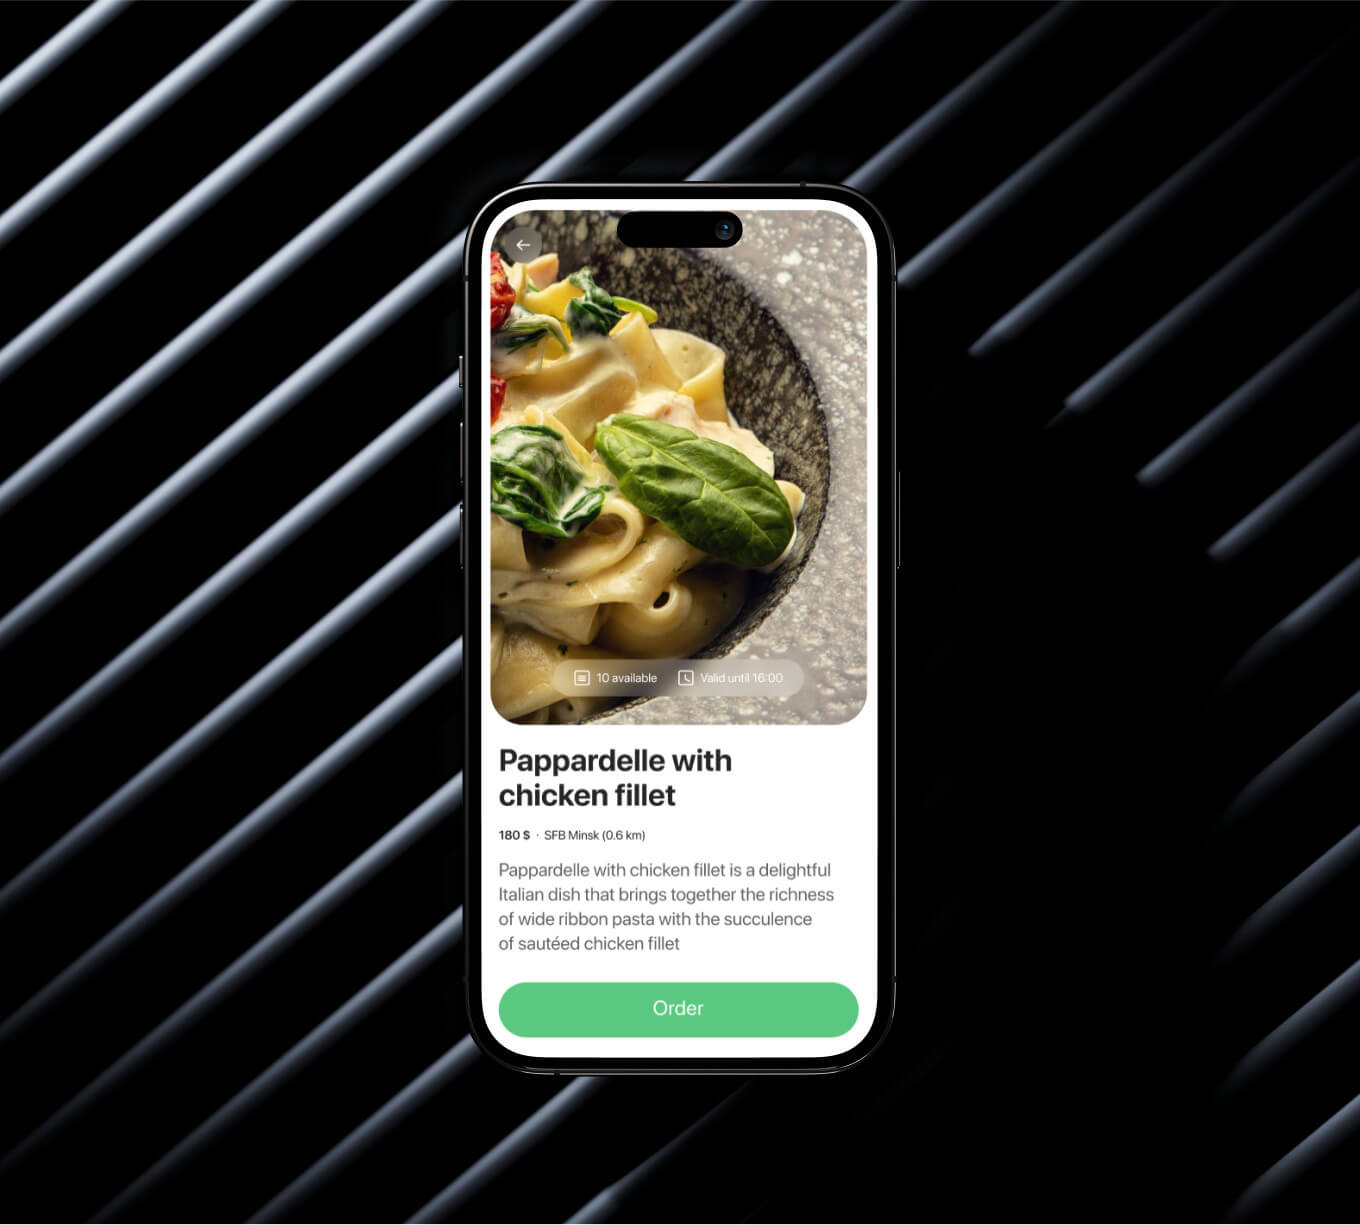 10 available Valid until 16:00
Pappardelle with
chicken fillet
180 $ · SFB Minsk (0.6 km)
Pappardelle with chicken fillet is a delightful
Italian dish that brings together the richness
of wide ribbon pasta with the succulence
of sautéed chicken fillet
Order